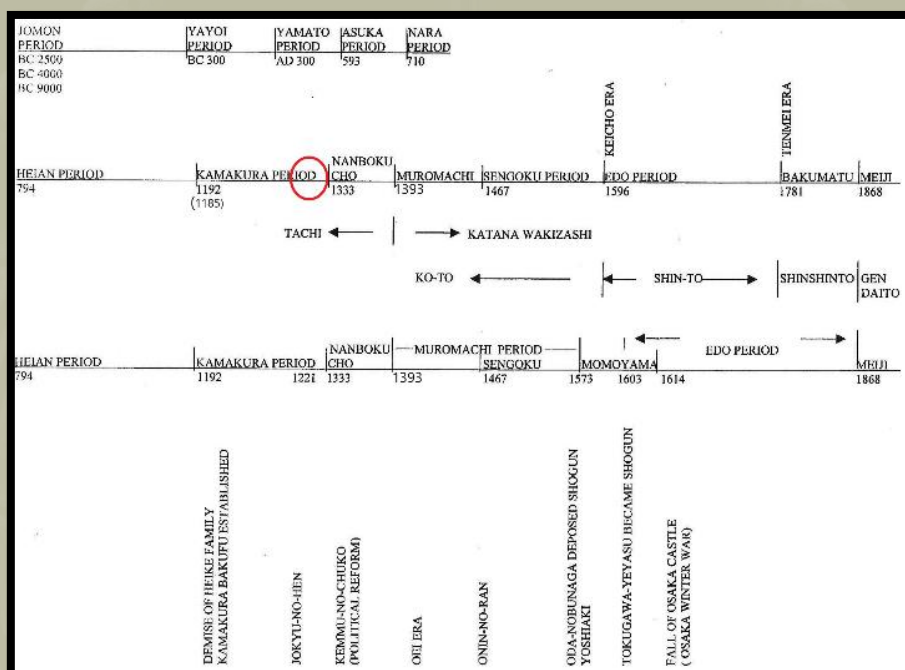 JOMON PERIOD
YAYOI PERIOD
YAMATO PERIOD
ASUKA PERIOD
NARA PERIOD
BC 2500
BC 4000
BC 9000
BC 300
AD 300
593
710
KEICHO ERA
TENMEI ERA
HEIAN PERIOD
KAMAKURA PERIOD
NANBOKU CHO
MUROMACHI
SENGOKU PERIOD
EDO PERIOD
BAKUMATU
MEIJI
794
1192
(1185)
1333
1393
1467
1596
1781
1868
TACHI
KATANA WAKIZASHI
KO-TO
SHIN-TO
SHINSHINTO
GEN DAITO
HEIAN PERIOD
KAMAKURA PERIOD
NANBOKU CHO
MUROMACHI PERIOD
SENGOKU
MOMOYAMA
EDO PERIOD
MEIJI
794
1192
1221
1333
1393
1467
1573
1603
1614
1868
DEMISE OF HEIKE FAMILY
KAMAKURA BAKUFU ESTABLISHED
JOKYU-NO-HEN
KEMMU-NO-CHUKO
(POLITICAL REFORM)
OEI ERA
ONIN-NO-RAN
ODA-NOBUNAGA DEPOSED SHOGUN
YOSHIAKI
TOKUGAWA-YEYASU BECAME SHOGUN
FALL OF OSAKA CASTLE
( OSAKA WINTER WAR)